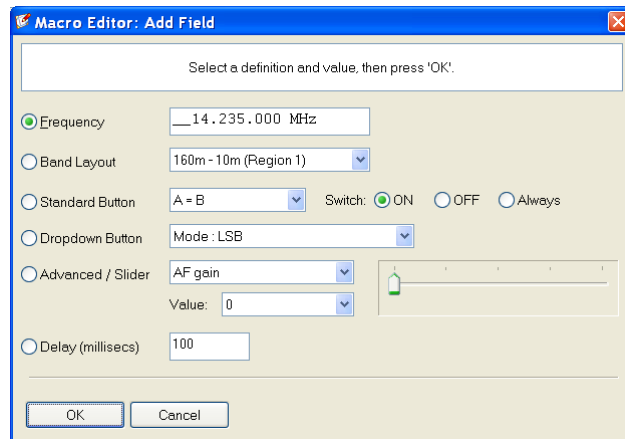 Macro Editor: Add Field
Select a definition and value, then press 'OK'.
Frequency __14.235.000 MHz
Band Layout 160m - 10m (Region 1)
Standard Button A = B Switch: ON OFF Always
Dropdown Button Mode : LSB
Advanced / Slider AF gain
Value: 0
Delay (millisecs) 100
OK Cancel